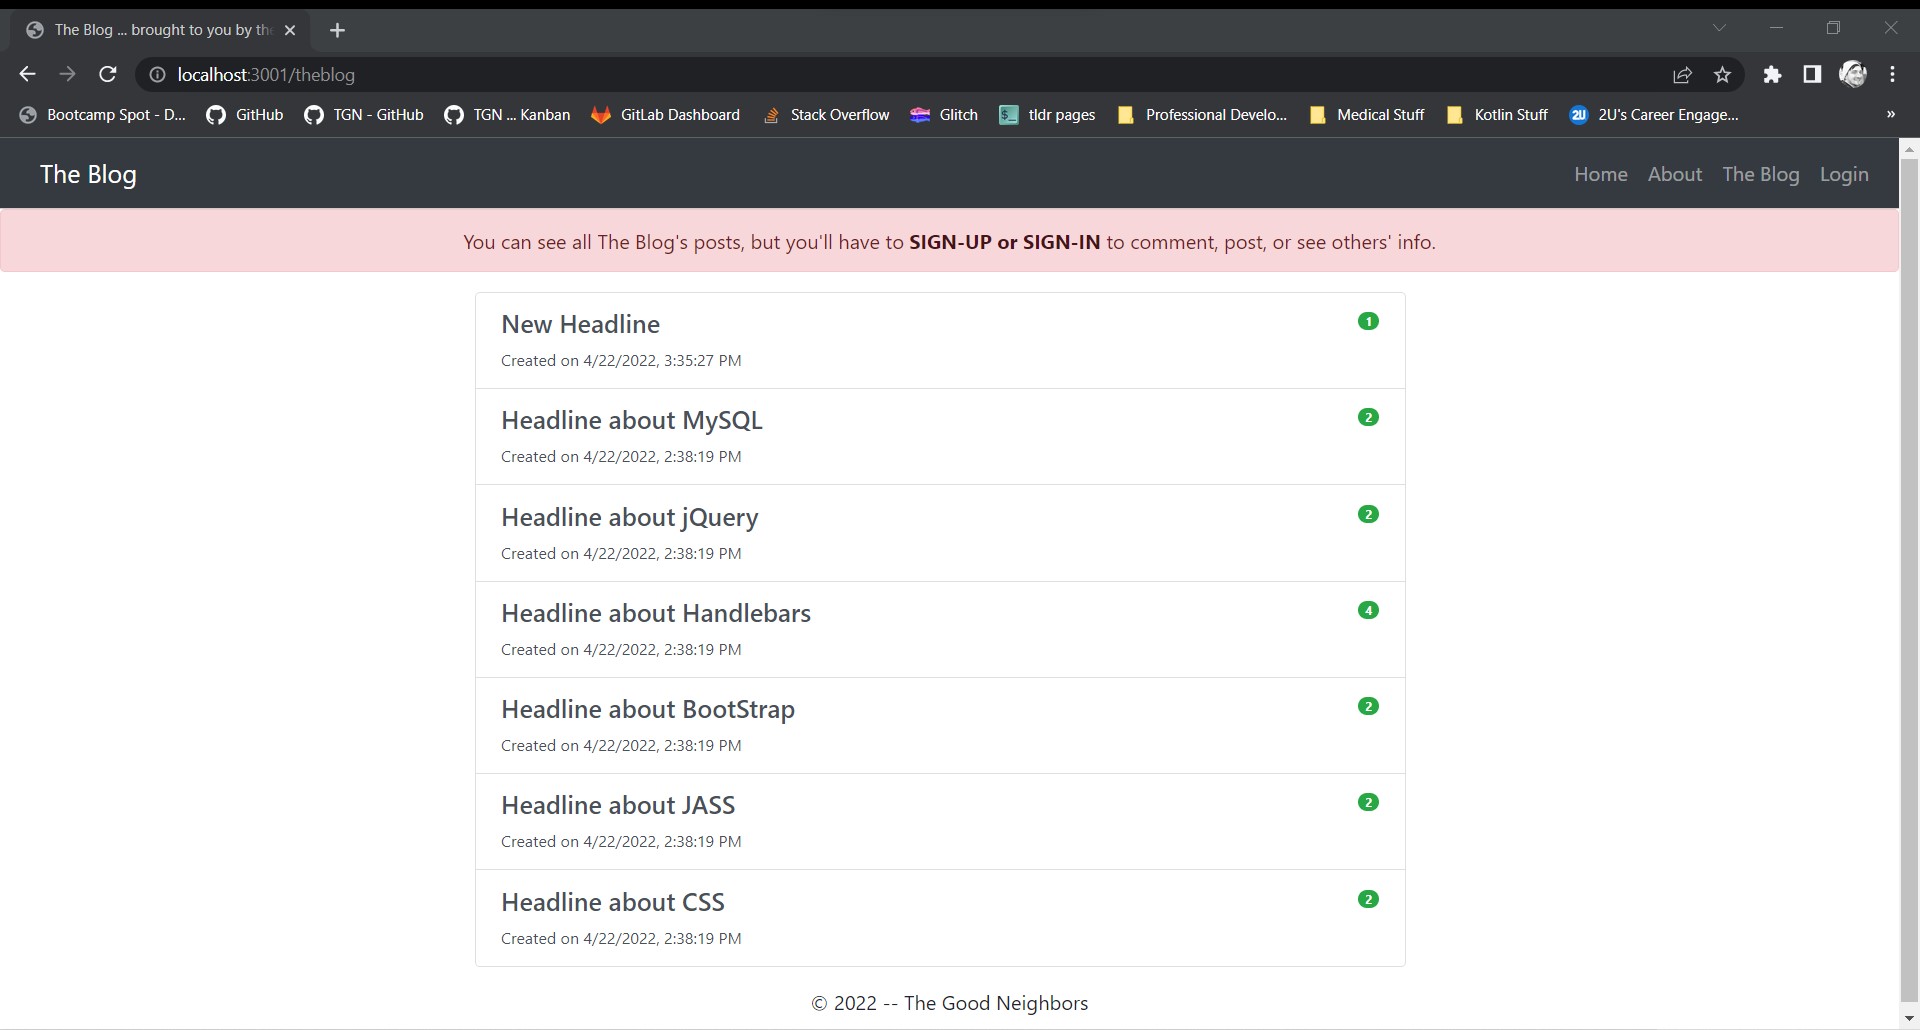 The Blog ... brought to you by the
localhost:3001/theblog
Bootcamp Spot - D... GitHub TGN - GitHub TGN ... Kanban GitLab Dashboard Stack Overflow Glitch $_ tldr pages Professional Develo... Medical Stuff Kotlin Stuff 2U 2U's Career Engage... »
The Blog Home About The Blog Login
You can see all The Blog's posts, but you'll have to SIGN-UP or SIGN-IN to comment, post, or see others' info.
New Headline 1
Created on 4/22/2022, 3:35:27 PM
Headline about MySQL 2
Created on 4/22/2022, 2:38:19 PM
Headline about jQuery 2
Created on 4/22/2022, 2:38:19 PM
Headline about Handlebars 4
Created on 4/22/2022, 2:38:19 PM
Headline about BootStrap 2
Created on 4/22/2022, 2:38:19 PM
Headline about JASS 2
Created on 4/22/2022, 2:38:19 PM
Headline about CSS 2
Created on 4/22/2022, 2:38:19 PM
© 2022 -- The Good Neighbors